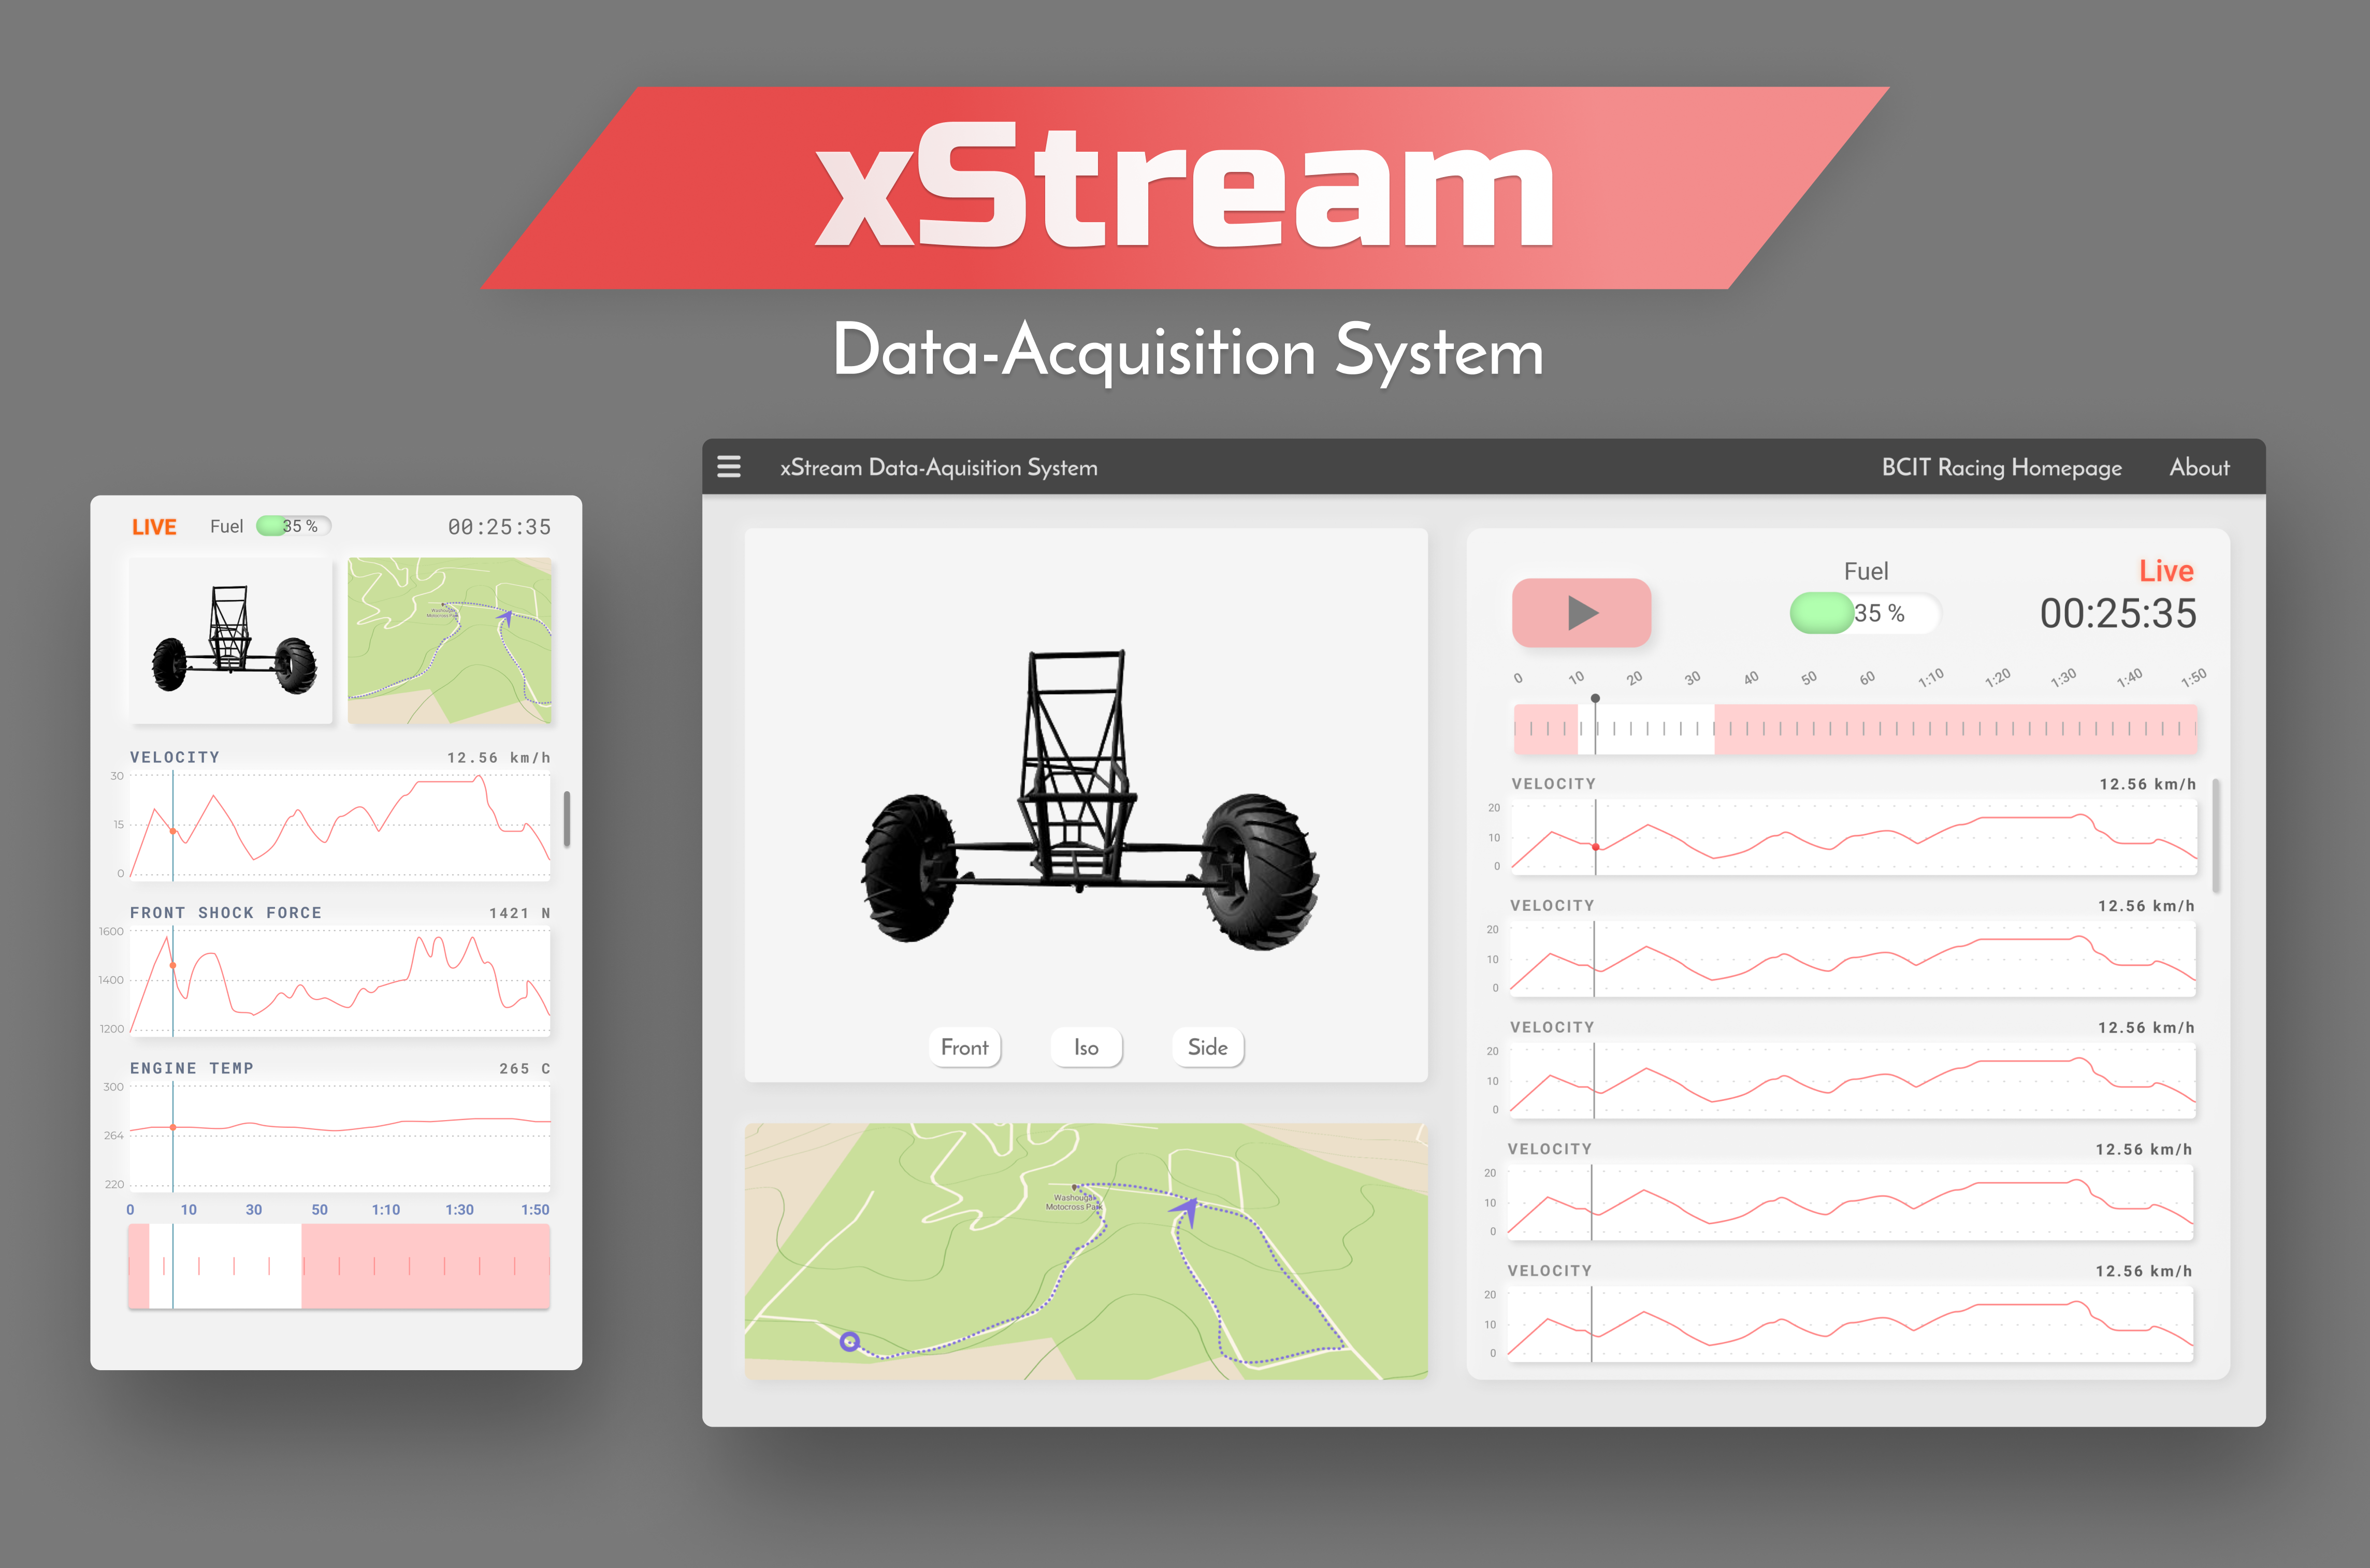 xStream
Data-Acquisition System
LIVE Fuel 35 % 00:25:35
Washougal
Motocross Park
VELOCITY 12.56 km/h
30
15
0
FRONT SHOCK FORCE 1421 N
1600
1400
1200
ENGINE TEMP 265 C
300
264
220
0 10 30 50 1:10 1:30 1:50
xStream Data-Aquisition System BCIT Racing Homepage About
Front Iso Side
Washougal
Motocross Park
Fuel Live
35 % 00:25:35
0 10 20 30 40 50 60 1:10 1:20 1:30 1:40 1:50
VELOCITY 12.56 km/h
20
10
0
VELOCITY 12.56 km/h
20
10
0
VELOCITY 12.56 km/h
20
10
0
VELOCITY 12.56 km/h
20
10
0
VELOCITY 12.56 km/h
20
10
0